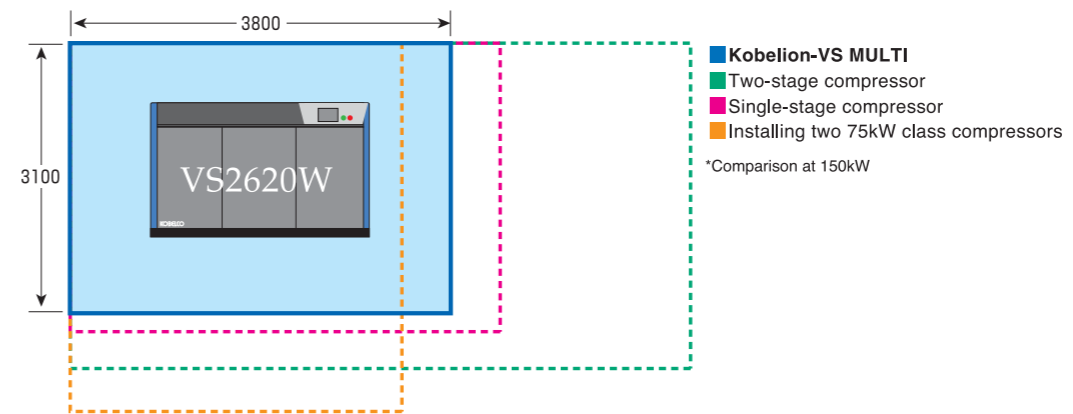 3800
3100
VS2620W
KOBELCO
Kobelion-VS MULTI
Two-stage compressor
Single-stage compressor
Installing two 75kW class compressors
*Comparison at 150kW